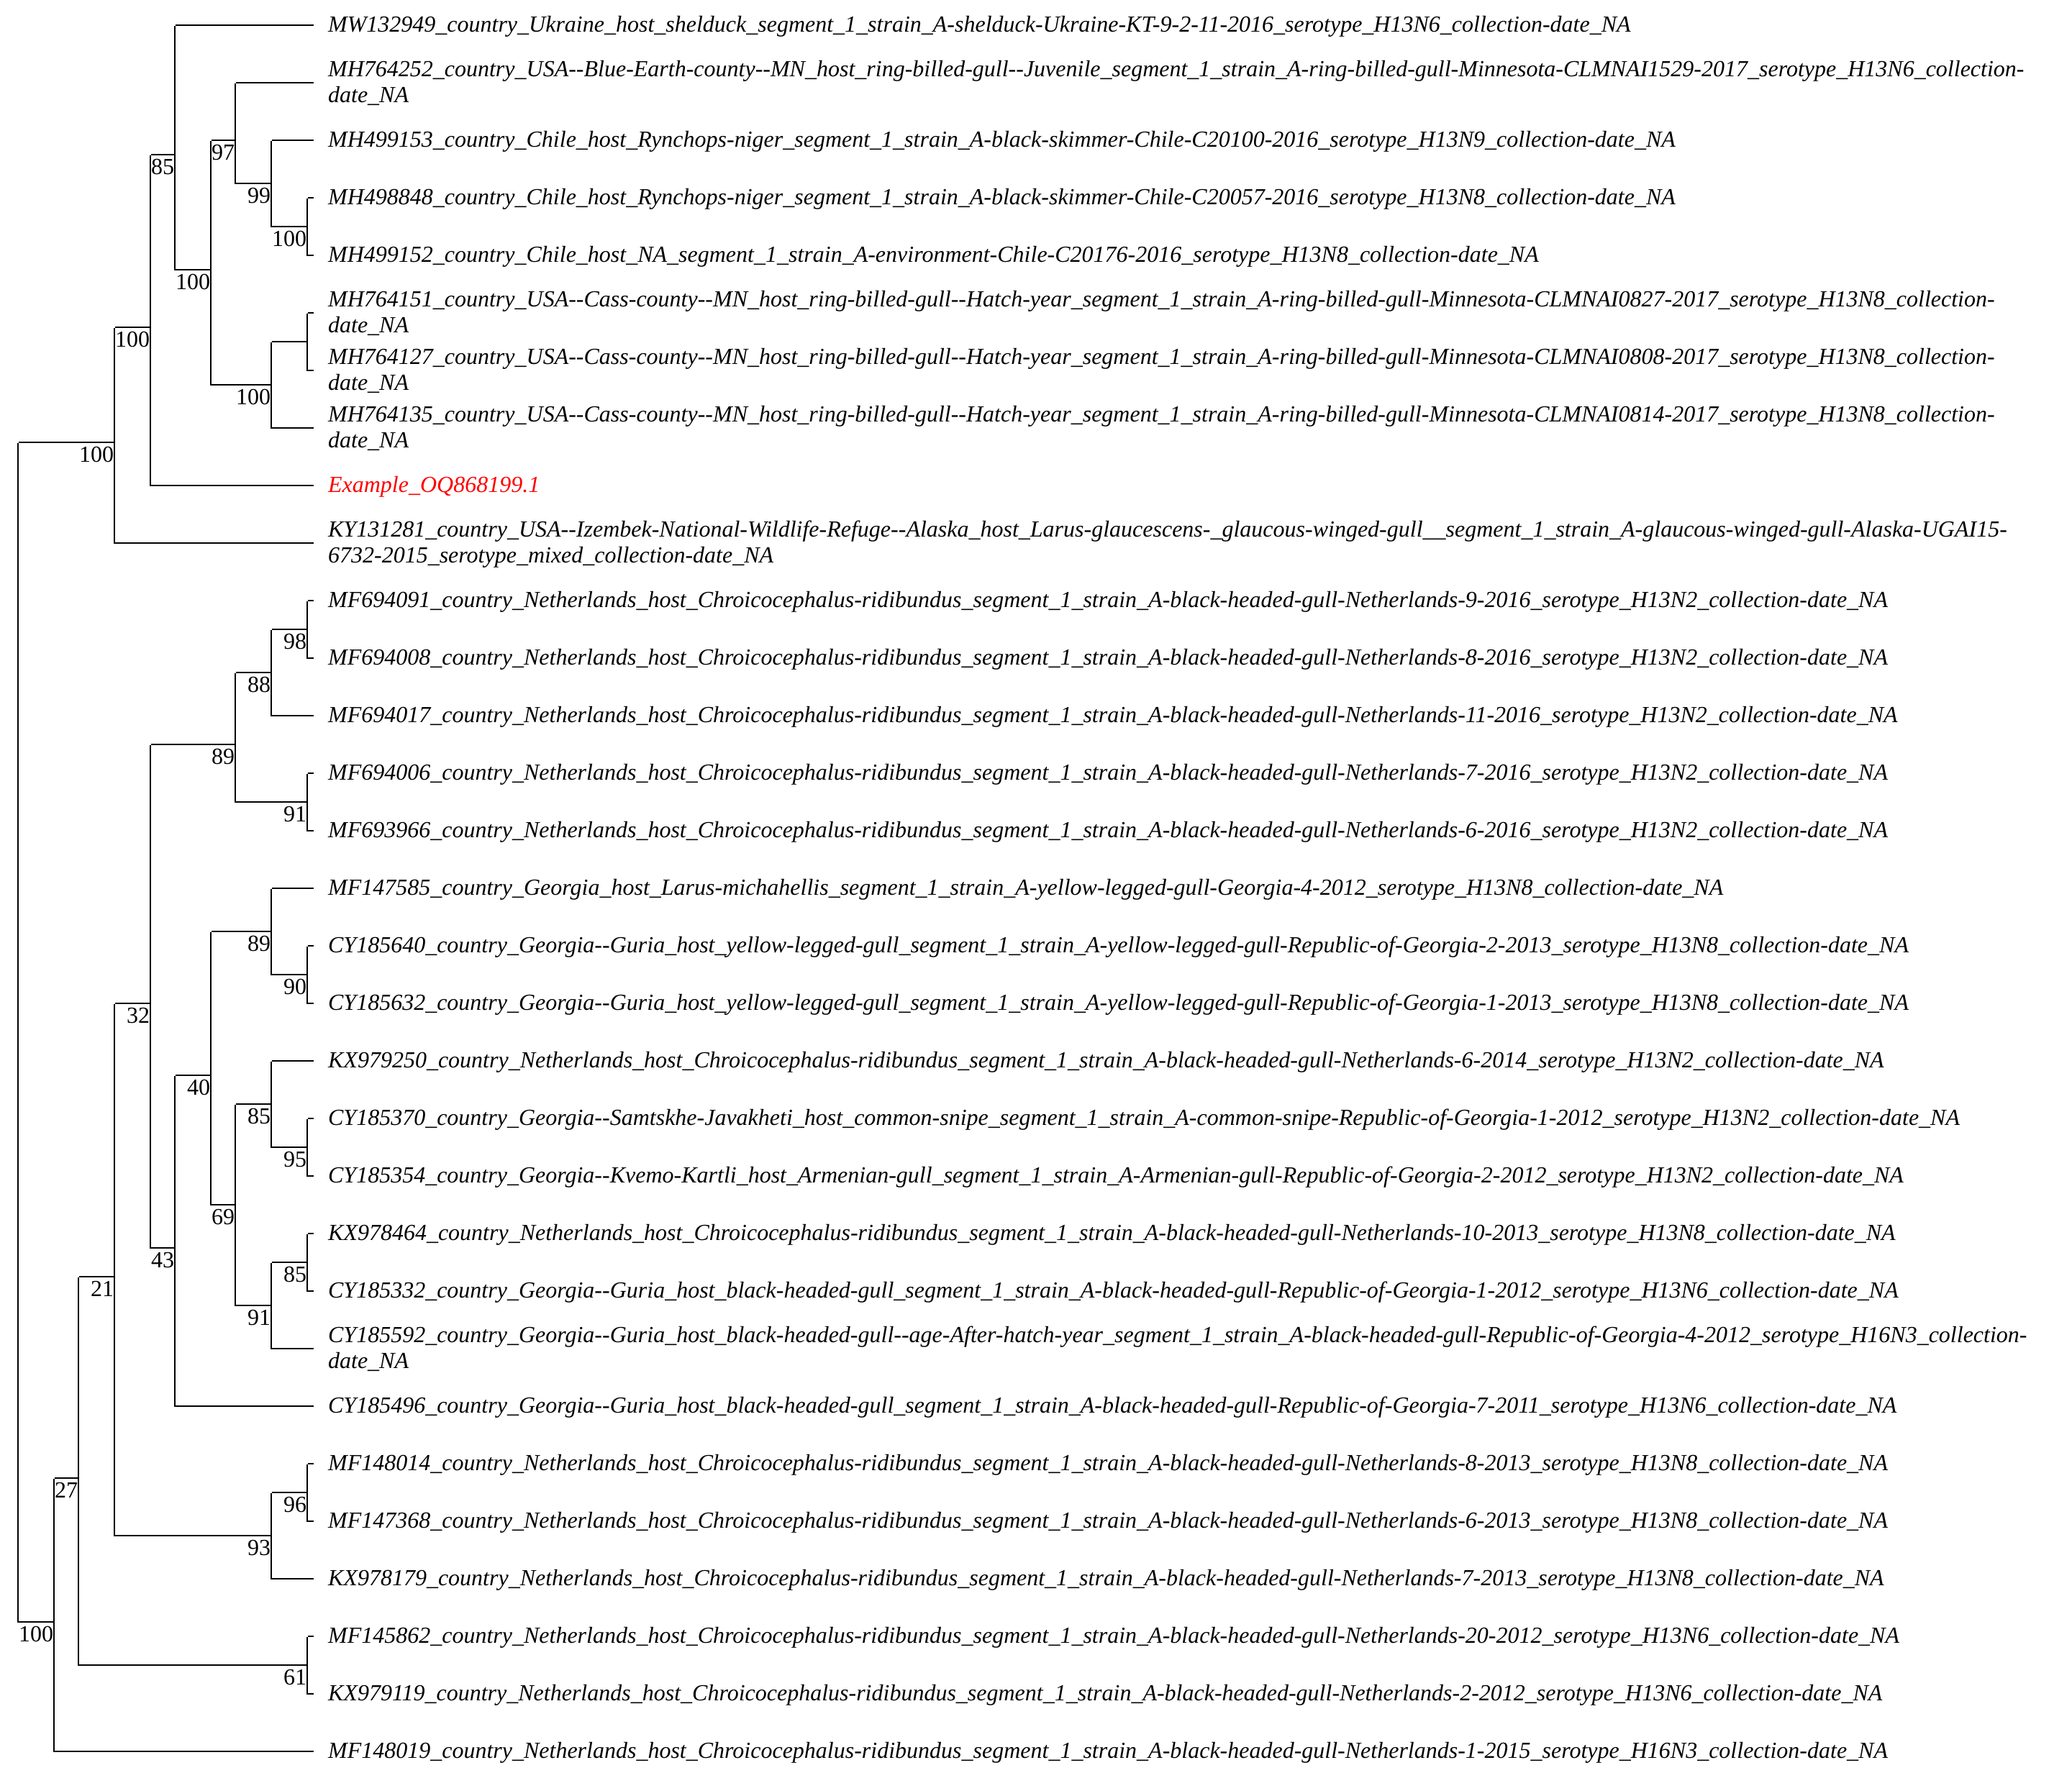 MW132949_country_Ukraine_host_shelduck_segment_1_strain_A-shelduck-Ukraine-KT-9-2-11-2016_serotype_H13N6_collection-date_NA
MH764252_country_USA--Blue-Earth-county--MN_host_ring-billed-gull--Juvenile_segment_1_strain_A-ring-billed-gull-Minnesota-CLMNAI1529-2017_serotype_H13N6_collection-
date_NA
97
MH499153_country_Chile_host_Rynchops-niger_segment_1_strain_A-black-skimmer-Chile-C20100-2016_serotype_H13N9_collection-date_NA
85
99
MH498848_country_Chile_host_Rynchops-niger_segment_1_strain_A-black-skimmer-Chile-C20057-2016_serotype_H13N8_collection-date_NA
100
MH499152_country_Chile_host_NA_segment_1_strain_A-environment-Chile-C20176-2016_serotype_H13N8_collection-date_NA
100
MH764151_country_USA--Cass-county--MN_host_ring-billed-gull--Hatch-year_segment_1_strain_A-ring-billed-gull-Minnesota-CLMNAI0827-2017_serotype_H13N8_collection-
date_NA
100
MH764127_country_USA--Cass-county--MN_host_ring-billed-gull--Hatch-year_segment_1_strain_A-ring-billed-gull-Minnesota-CLMNAI0808-2017_serotype_H13N8_collection-
date_NA
100
MH764135_country_USA--Cass-county--MN_host_ring-billed-gull--Hatch-year_segment_1_strain_A-ring-billed-gull-Minnesota-CLMNAI0814-2017_serotype_H13N8_collection-
date_NA
100
Example_OQ868199.1
KY131281_country_USA--Izembek-National-Wildlife-Refuge--Alaska_host_Larus-glaucescens-_glaucous-winged-gull__segment_1_strain_A-glaucous-winged-gull-Alaska-UGAI15-
6732-2015_serotype_mixed_collection-date_NA
MF694091_country_Netherlands_host_Chroicocephalus-ridibundus_segment_1_strain_A-black-headed-gull-Netherlands-9-2016_serotype_H13N2_collection-date_NA
98
MF694008_country_Netherlands_host_Chroicocephalus-ridibundus_segment_1_strain_A-black-headed-gull-Netherlands-8-2016_serotype_H13N2_collection-date_NA
88
MF694017_country_Netherlands_host_Chroicocephalus-ridibundus_segment_1_strain_A-black-headed-gull-Netherlands-11-2016_serotype_H13N2_collection-date_NA
89
MF694006_country_Netherlands_host_Chroicocephalus-ridibundus_segment_1_strain_A-black-headed-gull-Netherlands-7-2016_serotype_H13N2_collection-date_NA
91
MF693966_country_Netherlands_host_Chroicocephalus-ridibundus_segment_1_strain_A-black-headed-gull-Netherlands-6-2016_serotype_H13N2_collection-date_NA
MF147585_country_Georgia_host_Larus-michahellis_segment_1_strain_A-yellow-legged-gull-Georgia-4-2012_serotype_H13N8_collection-date_NA
89
CY185640_country_Georgia--Guria_host_yellow-legged-gull_segment_1_strain_A-yellow-legged-gull-Republic-of-Georgia-2-2013_serotype_H13N8_collection-date_NA
90
CY185632_country_Georgia--Guria_host_yellow-legged-gull_segment_1_strain_A-yellow-legged-gull-Republic-of-Georgia-1-2013_serotype_H13N8_collection-date_NA
32
KX979250_country_Netherlands_host_Chroicocephalus-ridibundus_segment_1_strain_A-black-headed-gull-Netherlands-6-2014_serotype_H13N2_collection-date_NA
40
85
CY185370_country_Georgia--Samtskhe-Javakheti_host_common-snipe_segment_1_strain_A-common-snipe-Republic-of-Georgia-1-2012_serotype_H13N2_collection-date_NA
95
CY185354_country_Georgia--Kvemo-Kartli_host_Armenian-gull_segment_1_strain_A-Armenian-gull-Republic-of-Georgia-2-2012_serotype_H13N2_collection-date_NA
69
KX978464_country_Netherlands_host_Chroicocephalus-ridibundus_segment_1_strain_A-black-headed-gull-Netherlands-10-2013_serotype_H13N8_collection-date_NA
43
85
21
CY185332_country_Georgia--Guria_host_black-headed-gull_segment_1_strain_A-black-headed-gull-Republic-of-Georgia-1-2012_serotype_H13N6_collection-date_NA
91
CY185592_country_Georgia--Guria_host_black-headed-gull--age-After-hatch-year_segment_1_strain_A-black-headed-gull-Republic-of-Georgia-4-2012_serotype_H16N3_collection-
date_NA
CY185496_country_Georgia--Guria_host_black-headed-gull_segment_1_strain_A-black-headed-gull-Republic-of-Georgia-7-2011_serotype_H13N6_collection-date_NA
MF148014_country_Netherlands_host_Chroicocephalus-ridibundus_segment_1_strain_A-black-headed-gull-Netherlands-8-2013_serotype_H13N8_collection-date_NA
27
96
MF147368_country_Netherlands_host_Chroicocephalus-ridibundus_segment_1_strain_A-black-headed-gull-Netherlands-6-2013_serotype_H13N8_collection-date_NA
93
KX978179_country_Netherlands_host_Chroicocephalus-ridibundus_segment_1_strain_A-black-headed-gull-Netherlands-7-2013_serotype_H13N8_collection-date_NA
100
MF145862_country_Netherlands_host_Chroicocephalus-ridibundus_segment_1_strain_A-black-headed-gull-Netherlands-20-2012_serotype_H13N6_collection-date_NA
61
KX979119_country_Netherlands_host_Chroicocephalus-ridibundus_segment_1_strain_A-black-headed-gull-Netherlands-2-2012_serotype_H13N6_collection-date_NA
MF148019_country_Netherlands_host_Chroicocephalus-ridibundus_segment_1_strain_A-black-headed-gull-Netherlands-1-2015_serotype_H16N3_collection-date_NA